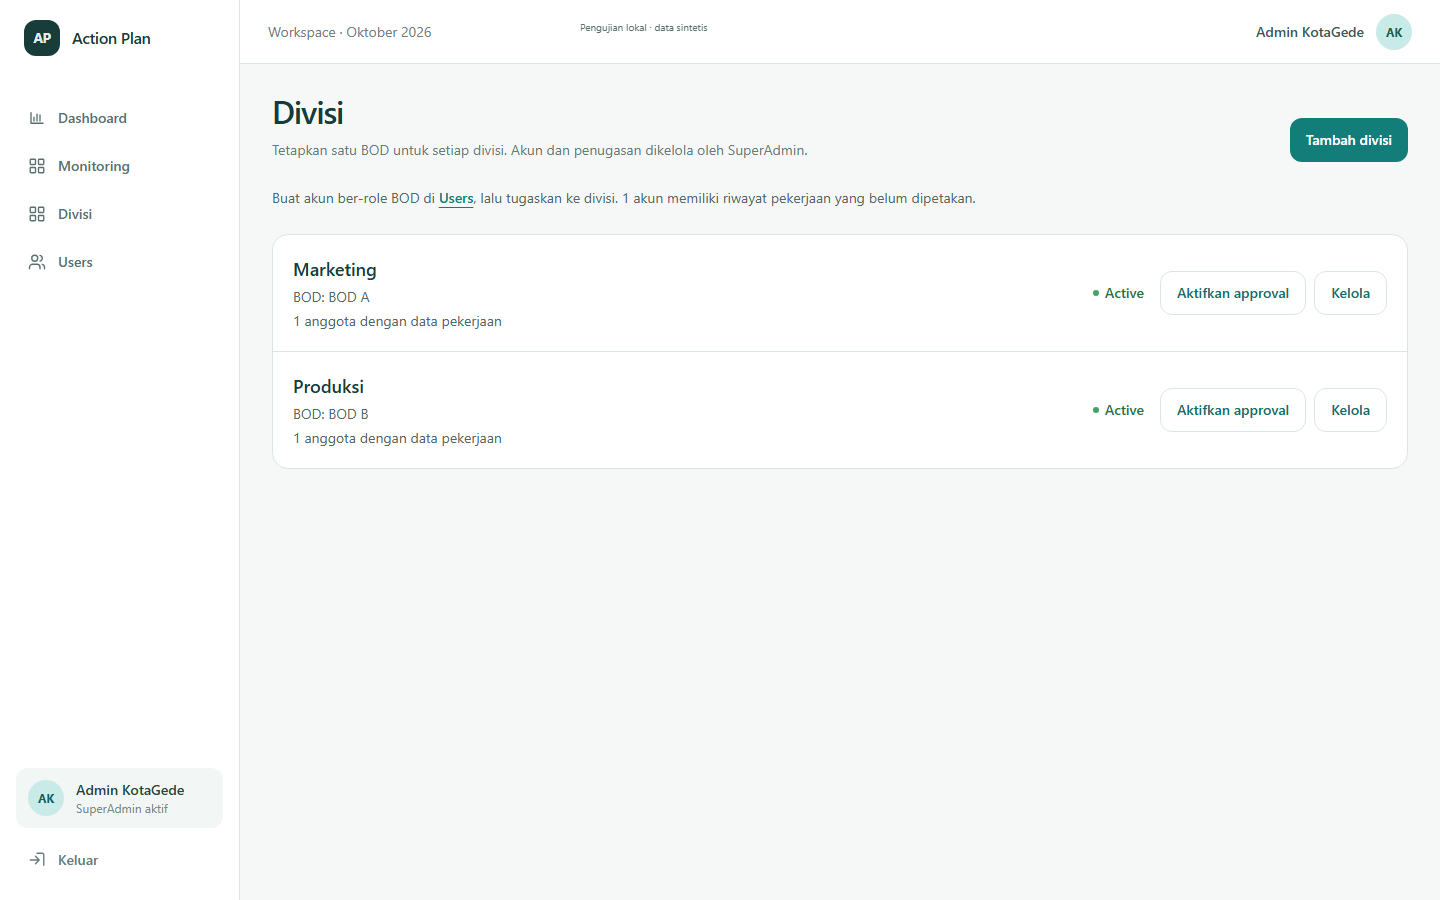 AP Action Plan
Dashboard
Monitoring
Divisi
Users
AK Admin KotaGede
SuperAdmin aktif
Keluar
Workspace · Oktober 2026
Pengujian lokal · data sintetis
Admin KotaGede AK
Divisi
Tetapkan satu BOD untuk setiap divisi. Akun dan penugasan dikelola oleh SuperAdmin.
Tambah divisi
Buat akun ber-role BOD di Users, lalu tugaskan ke divisi. 1 akun memiliki riwayat pekerjaan yang belum dipetakan.
Marketing
BOD: BOD A
1 anggota dengan data pekerjaan
Active Aktifkan approval Kelola
Produksi
BOD: BOD B
1 anggota dengan data pekerjaan
Active Aktifkan approval Kelola